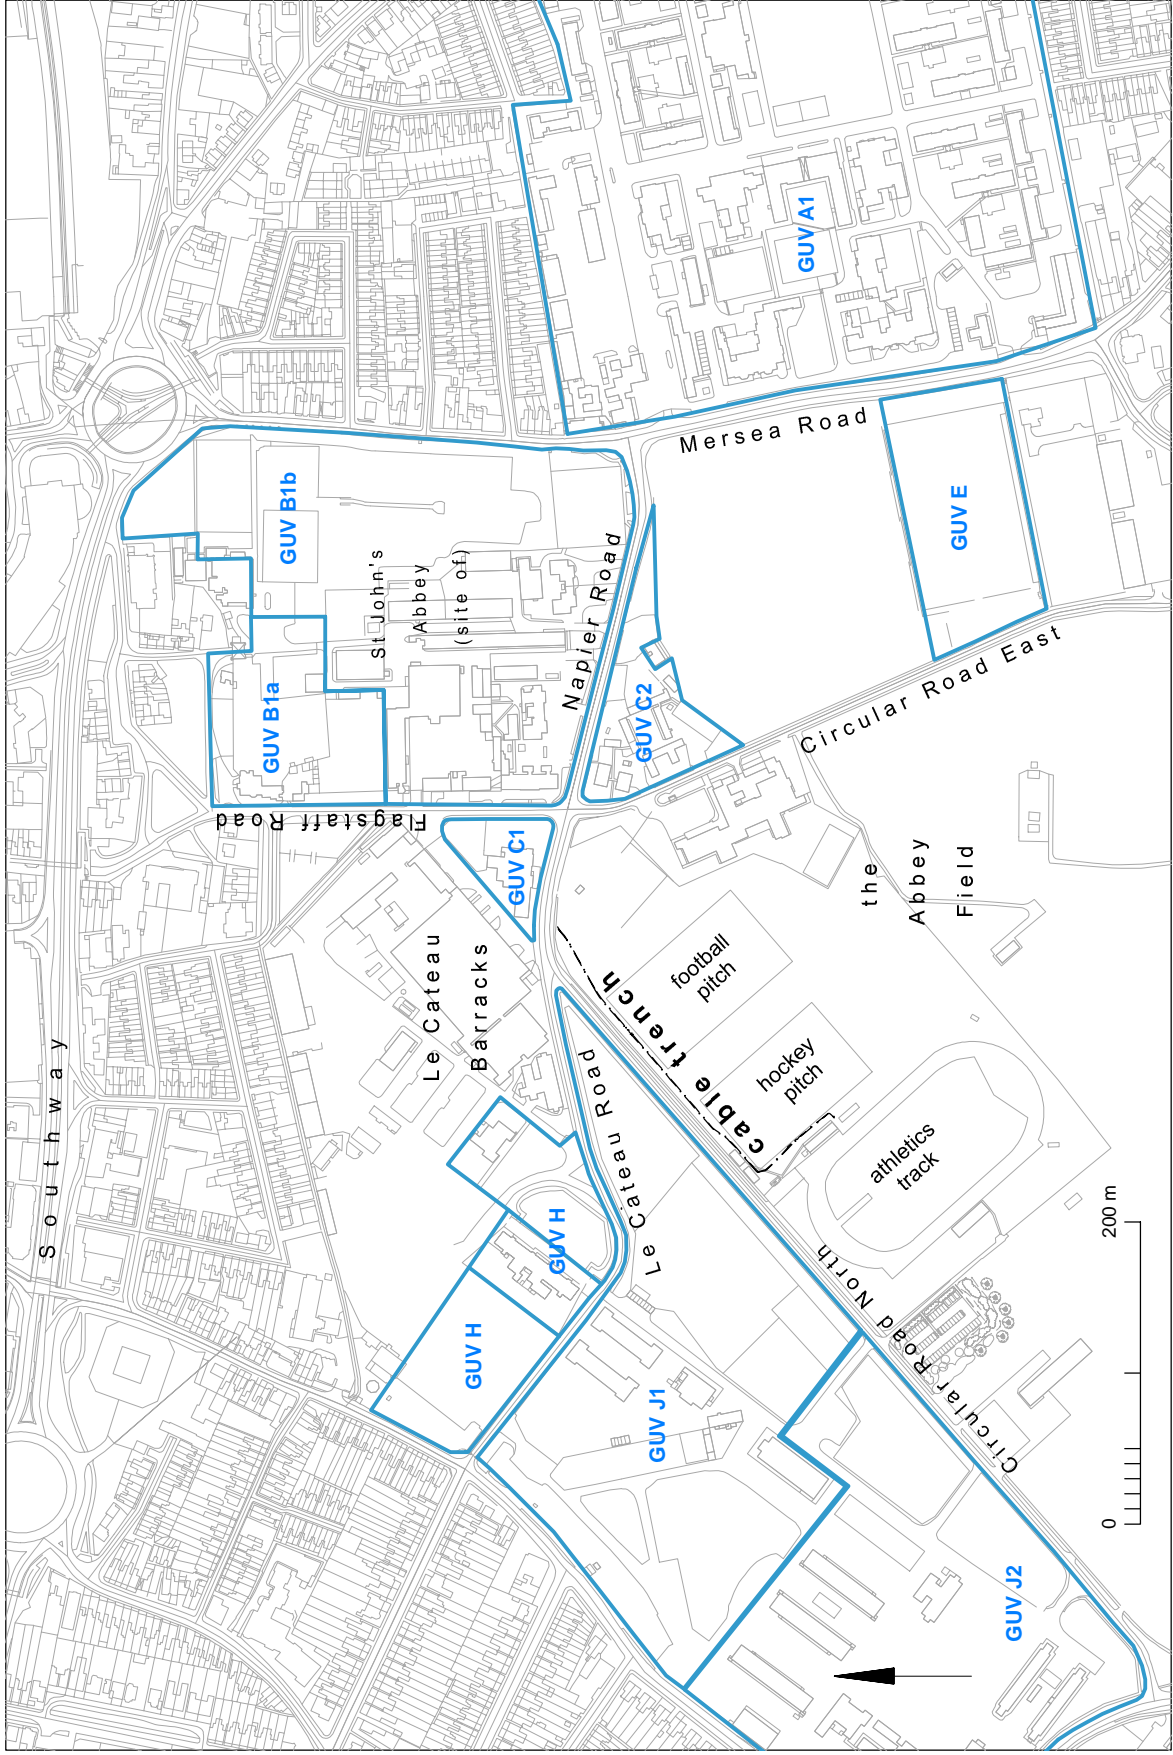 Southway
GUV B1b
GUV B1a
St John's
Abbey
(site of)
Flagstaff Road
Napier Road
Mersea Road
GUV A1
GUV C1
GUV C2
GUV E
Circular Road East
Le Cateau
Barracks
Le Cateau Road
GUV H
GUV H
cable trench
football
pitch
hockey
pitch
athletics
track
the
Abbey
Field
GUV J1
Circular Road North
GUV J2
0
200 m